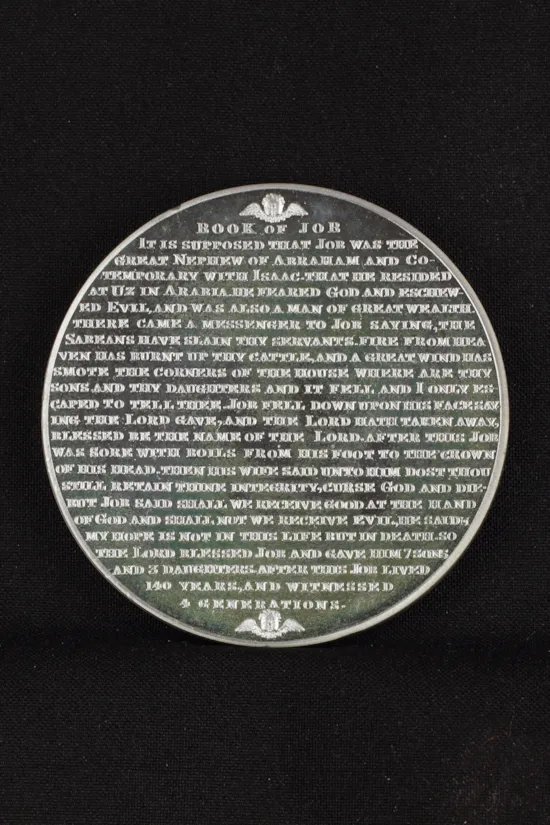 BOOK OF JOB
IT IS SUPPOSED THAT JOB WAS THE
GREAT NEPHEW OF ABRAHAM AND CO-
TEMPORARY WITH ISAAC.THAT HE RESIDED
AT UZ IN ARABIA.HE FEARED GOD AND ESCHEW-
ED EVIL,AND WAS ALSO A MAN OF GREAT WEALTH.
THERE CAME A MESSENGER TO JOB SAYING,THE
SABEANS HAVE SLAIN THY SERVANTS.FIRE FROM HEA-
VEN HAS BURNT UP THY CATTLE,AND A GREAT WIND HAS
SMOTE THE CORNERS OF THE HOUSE WHERE ARE THY
SONS AND THY DAUGHTERS AND IT FELL AND I ONLY ES-
CAPED TO TELL THEE.JOB FELL DOWN UPON HIS FACE SAY-
ING THE LORD GAVE,AND THE LORD HATH TAKEN AWAY,
BLESSED BE THE NAME OF THE LORD.AFTER THIS JOB
WAS SORE WITH BOILS FROM HIS FOOT TO THE CROWN
OF HIS HEAD.THEN HIS WIFE SAID UNTO HIM DOST THOU
STILL RETAIN THINE INTEGRITY,CURSE GOD AND DIE-
BUT JOB SAID SHALL WE RECEIVE GOOD AT THE HAND
OF GOD AND SHALL NOT WE RECEIVE EVIL,HE SAID;
MY HOPE IS NOT IN THIS LIFE BUT IN DEATH.SO
THE LORD BLESSED JOB AND GAVE HIM 7 SONS
AND 3 DAUGHTERS.AFTER THIS JOB LIVED
140 YEARS,AND WITNESSED
4 GENERATIONS.